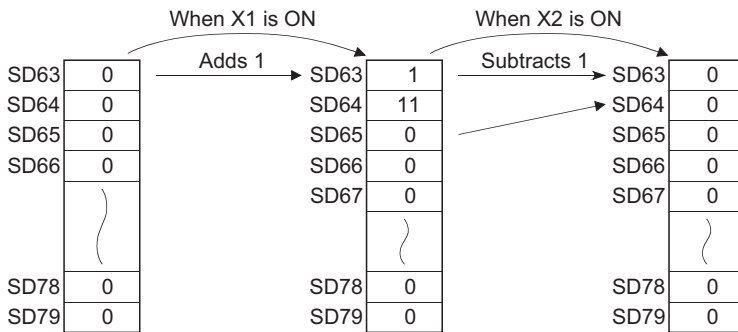 When X1 is ON When X2 is ON
Adds 1 Subtracts 1
SD63 0 SD63 1 SD63 0
SD64 0 SD64 11 SD64 0
SD65 0 SD65 0 SD65 0
SD66 0 SD66 0 SD66 0
SD67 0 SD67 0
SD78 0 SD78 0 SD78 0
SD79 0 SD79 0 SD79 0